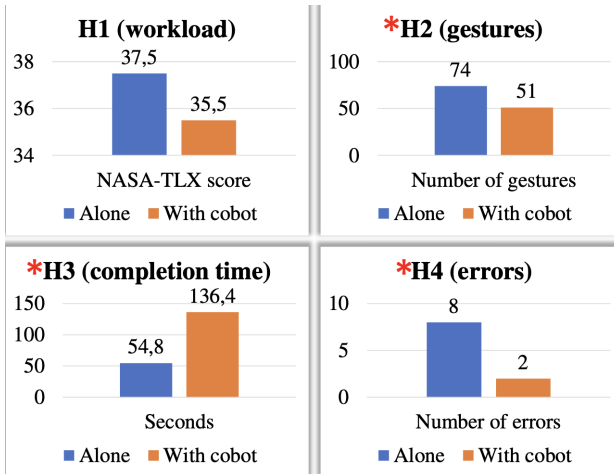 H1 (workload)
38
36
34
37,5
35,5
NASA-TLX score
Alone With cobot
*H2 (gestures)
100
50
0
74
51
Number of gestures
Alone With cobot
*H3 (completion time)
150
100
50
0
54,8
136,4
Seconds
Alone With cobot
*H4 (errors)
10
5
0
8
2
Number of errors
Alone With cobot